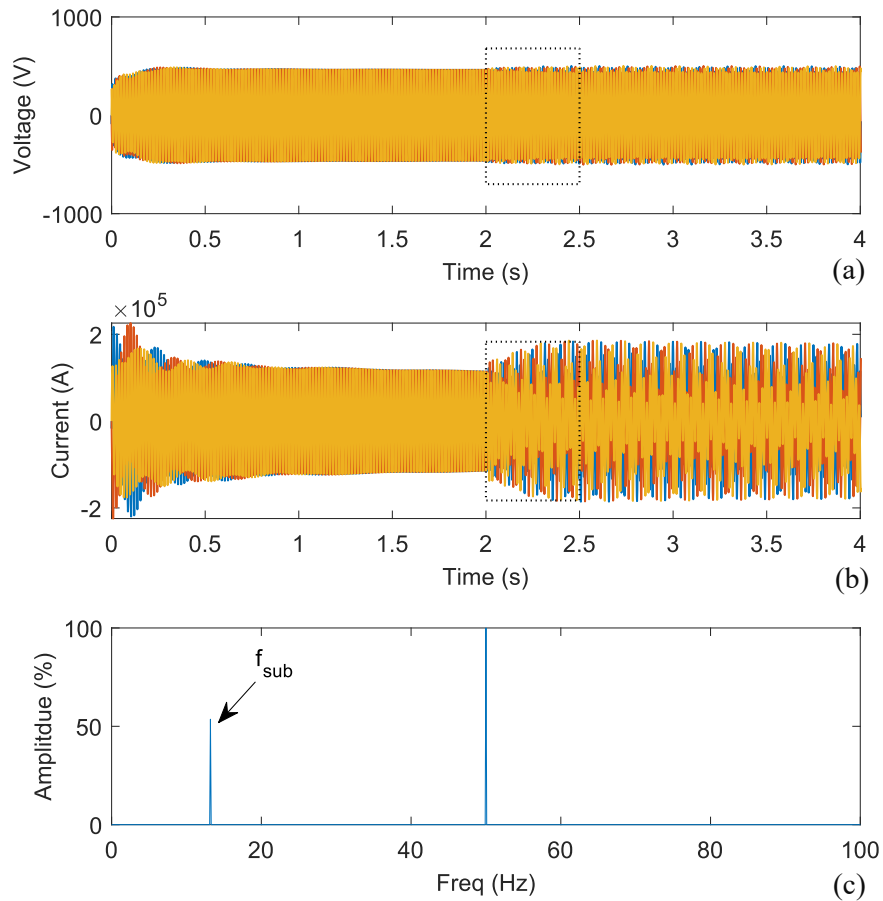 1000
0
-1000
Voltage (V)
0 0.5 1 1.5 2 2.5 3 3.5 4
Time (s)
(a)
×10⁵
2
0
-2
Current (A)
0 0.5 1 1.5 2 2.5 3 3.5 4
Time (s)
(b)
100
50
0
Amplitdue (%)
f_sub
0 20 40 60 80 100
Freq (Hz)
(c)